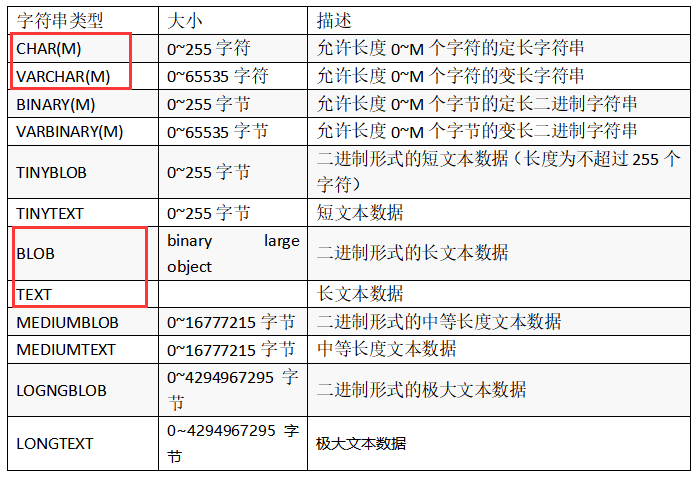 字符串类型 大小 描述
CHAR(M) 0~255 字符 允许长度 0~M 个字符的定长字符串
VARCHAR(M) 0~65535 字符 允许长度 0~M 个字符的变长字符串
BINARY(M) 0~255 字节 允许长度 0~M 个字节的定长二进制字符串
VARBINARY(M) 0~65535 字节 允许长度 0~M 个字节的变长二进制字符串
TINYBLOB 0~255 字节 二进制形式的短文本数据（长度为不超过 255 个
字符）
TINYTEXT 0~255 字节 短文本数据
BLOB binary large
object 二进制形式的长文本数据
TEXT 长文本数据
MEDIUMBLOB 0~16777215 字节 二进制形式的中等长度文本数据
MEDIUMTEXT 0~16777215 字节 中等长度文本数据
LOGNGBLOB 0~4294967295 字
节 二进制形式的极大文本数据
LONGTEXT 0~4294967295 字
节 极大文本数据